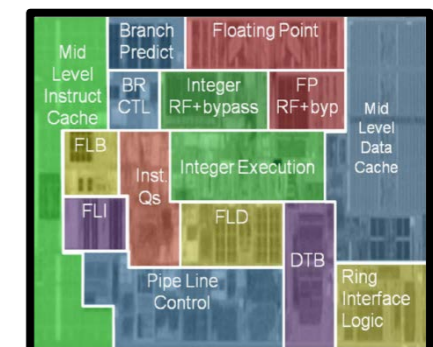 Mid
Level
Instruct
Cache
Branch
Predict
Floating Point
BR
CTL
Integer
RF+bypass
FP
RF+byp
Mid
Level
Data
Cache
FLB
Inst.
Qs
Integer Execution
FLI
FLD
DTB
Pipe Line
Control
Ring
Interface
Logic